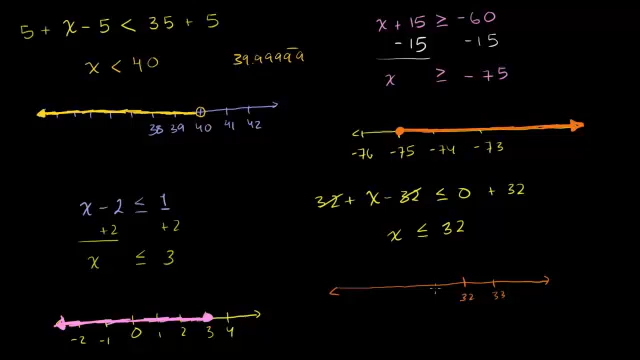 5 + x - 5 < 35 + 5
x < 40
39.99999
38 39 40 41 42
x + 15 ≥ -60
-15 -15
x ≥ -75
-76 -75 -74 -73
x - 2 ≤ 1
+2 +2
x ≤ 3
-2 -1 0 1 2 3 4
32 + x - 32 ≤ 0 + 32
x ≤ 32
32 33